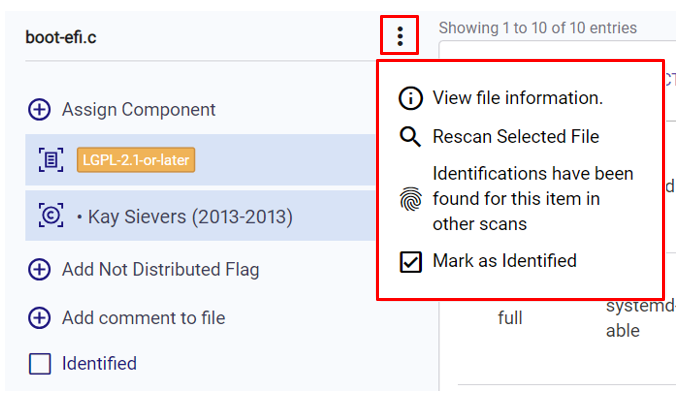 boot-efi.c
Showing 1 to 10 of 10 entries
View file information.
Rescan Selected File
Identifications have been
found for this item in
other scans
Mark as Identified
Assign Component
LGPL-2.1-or-later
• Kay Sievers (2013-2013)
Add Not Distributed Flag
Add comment to file
Identified
full
systemd-
able